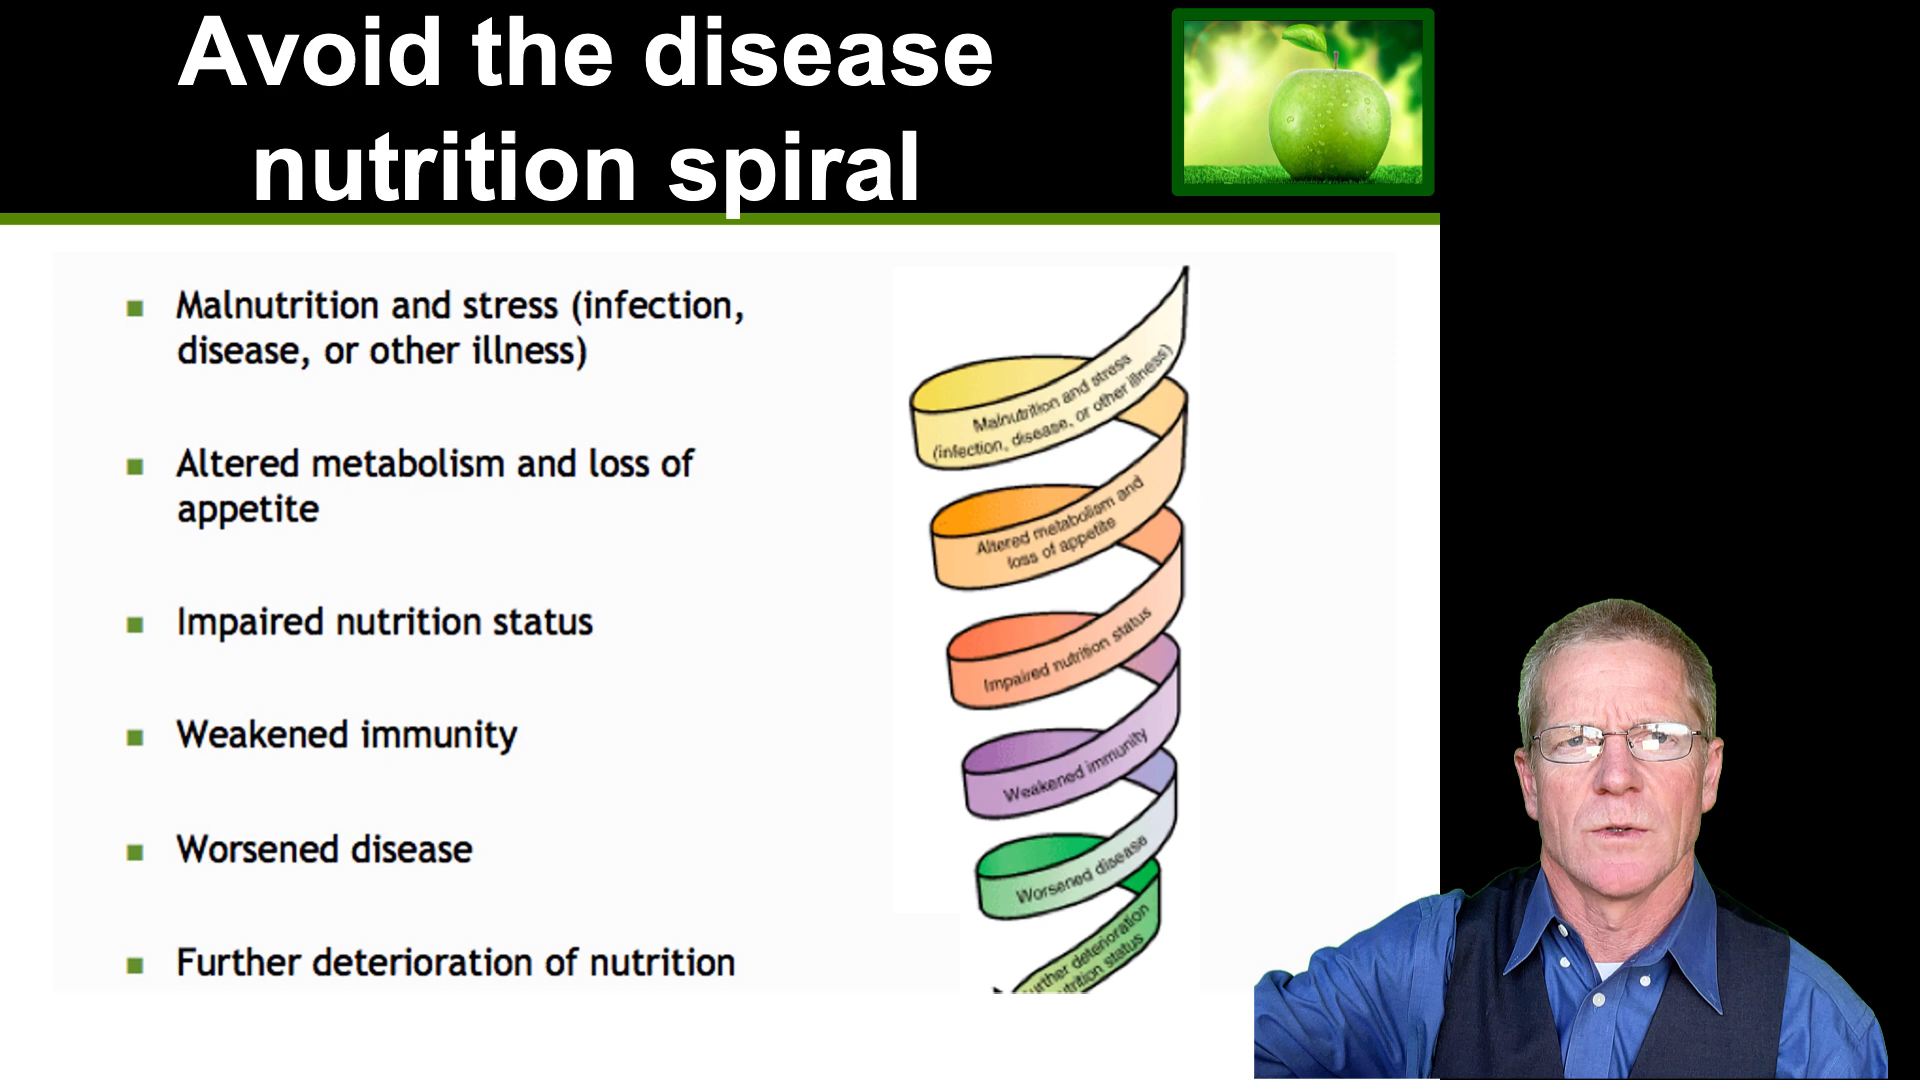 Avoid the disease
nutrition spiral
Malnutrition and stress (infection,
disease, or other illness)
Altered metabolism and loss of
appetite
Impaired nutrition status
Weakened immunity
Worsened disease
Further deterioration of nutrition
Malnutrition and stress
(infection, disease, or other illness)
Altered metabolism and
loss of appetite
Impaired nutrition status
Weakened immunity
Worsened disease
deterioration
status